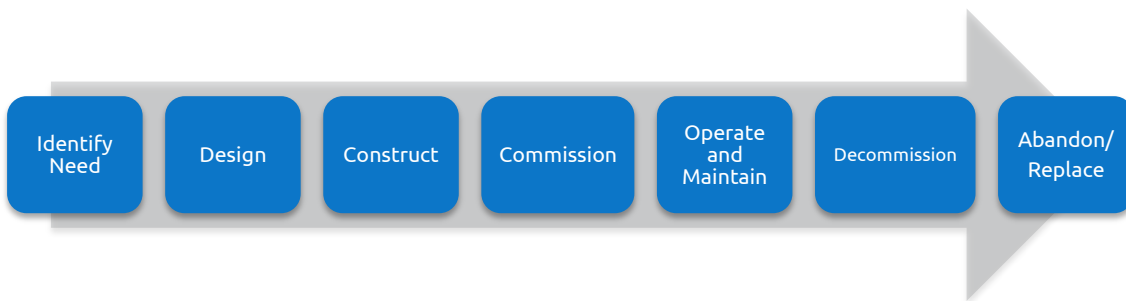 Identify
Need
Design
Construct
Commission
Operate
and
Maintain
Decommission
Abandon/
Replace